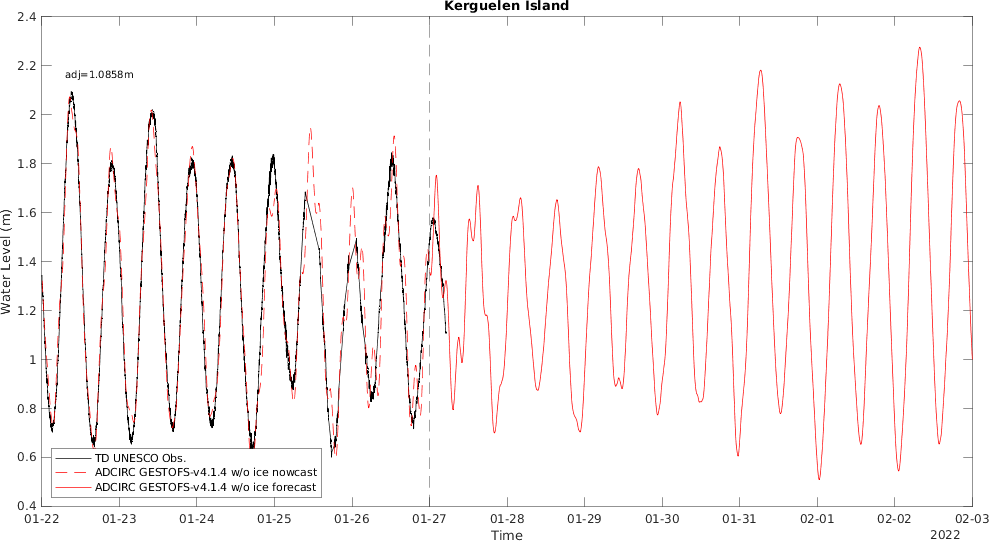 Kerguelen Island
2.4
2.2
2
1.8
1.6
1.4
1.2
1
0.8
0.6
0.4
Water Level (m)
adj=1.0858m
TD UNESCO Obs.
ADCIRC GESTOFS-v4.1.4 w/o ice nowcast
ADCIRC GESTOFS-v4.1.4 w/o ice forecast
01-22 01-23 01-24 01-25 01-26 01-27 01-28 01-29 01-30 01-31 02-01 02-02 02-03
Time
2022